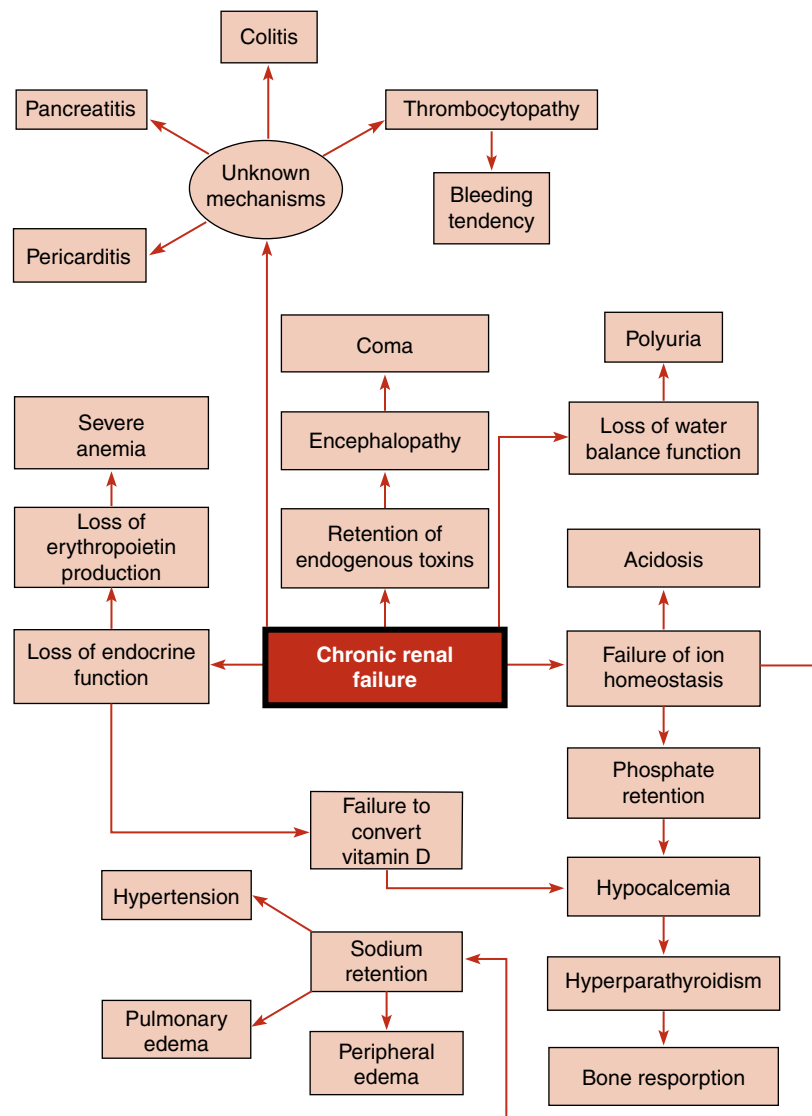 Colitis
Pancreatitis
Thrombocytopathy
Unknown
mechanisms
Bleeding
tendency
Pericarditis
Coma
Polyuria
Severe
anemia
Encephalopathy
Loss of water
balance function
Loss of
erythropoietin
production
Retention of
endogenous toxins
Acidosis
Loss of endocrine
function
Chronic renal
failure
Failure of ion
homeostasis
Phosphate
retention
Failure to
convert
vitamin D
Hypocalcemia
Hypertension
Sodium
retention
Hyperparathyroidism
Pulmonary
edema
Peripheral
edema
Bone resporption